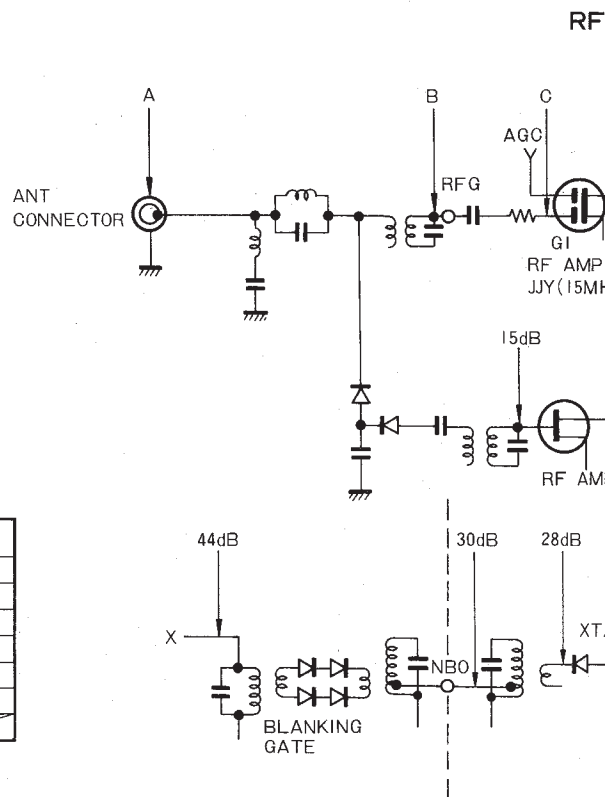 RF
A
B
C
AGC
ANT
CONNECTOR
RFG
G1
RF AMP
JJY(15MH
15dB
RF AM
44dB
30dB
28dB
X
XT
NBO
BLANKING
GATE